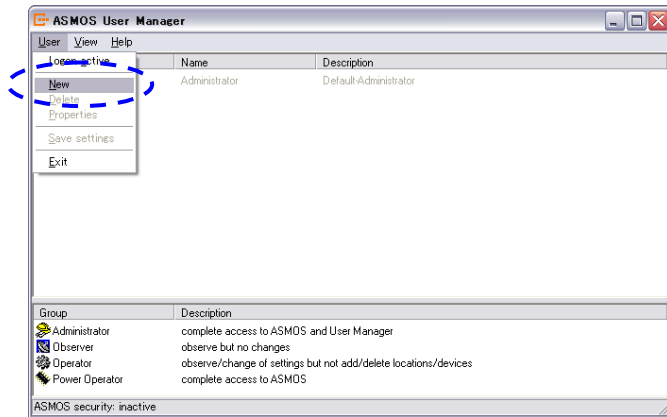 ASMOS User Manager
User View Help
Logon active
Name Description
New
Administrator Default-Administrator
Delete
Properties
Save settings
Exit
Group Description
Administrator complete access to ASMOS and User Manager
Observer observe but no changes
Operator observe/change of settings but not add/delete locations/devices
Power Operator complete access to ASMOS
ASMOS security: inactive